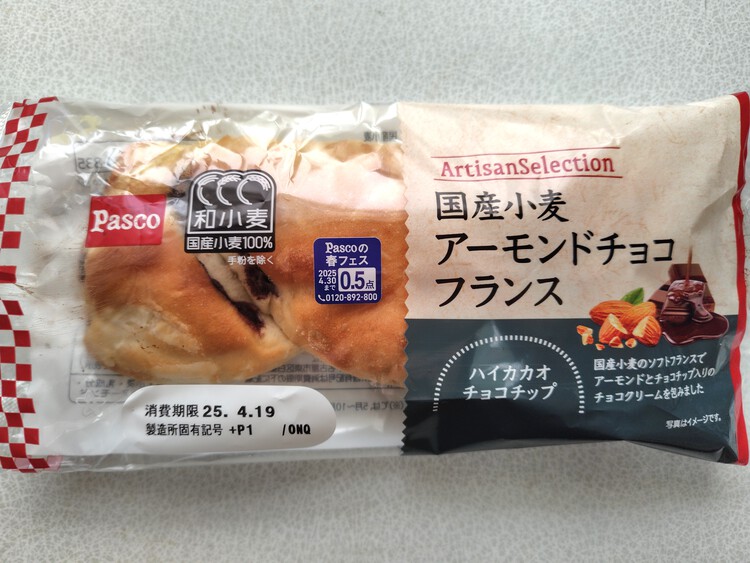 Pasco
和小麦
国産小麦100%
手粉を除く
Pascoの
春フェス
2025
4.30
まで
0.5点
0120-892-800
消費期限 25. 4.19
製造所固有記号 +P1 /ONQ
ArtisanSelection
国産小麦
アーモンドチョコ
フランス
ハイカカオ
チョコチップ
国産小麦のソフトフランスで
アーモンドとチョコチップ入りの
チョコクリームを包みました
写真はイメージです。